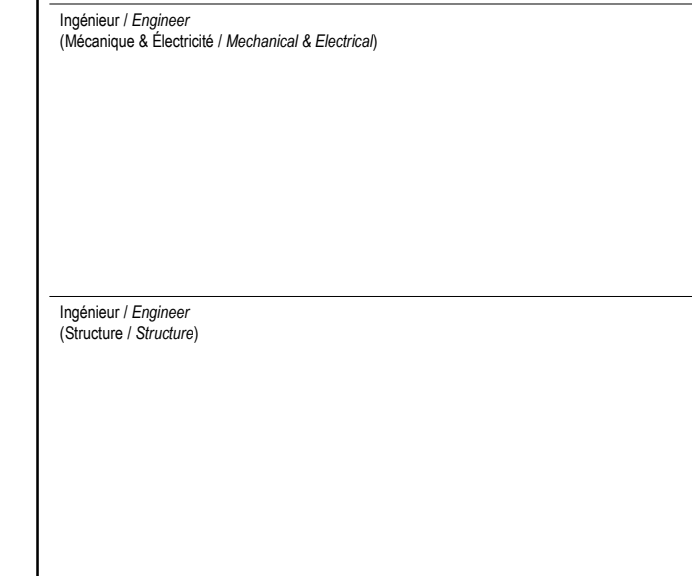 Ingénieur / Engineer
(Mécanique & Électricité / Mechanical & Electrical)
Ingénieur / Engineer
(Structure / Structure)